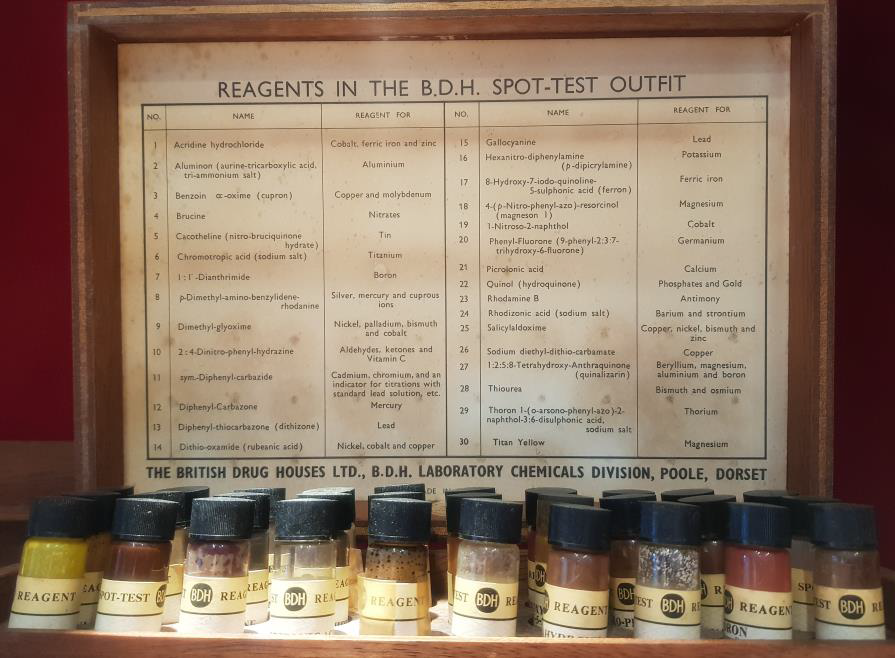 REAGENTS IN THE B.D.H. SPOT-TEST OUTFIT
NO. NAME REAGENT FOR
1 Acridine hydrochloride Cobalt, ferric iron and zinc
2 Aluminon (aurine-tricarboxylic acid, Aluminium
tri-ammonium salt)
3 Benzoin α-oxime (cupron) Copper and molybdenum
4 Brucine Nitrates
5 Cacotheline (nitro-bruciquinone Tin
hydrate)
6 Chromotropic acid (sodium salt) Titanium
7 1:1'-Dianthrimide Boron
8 p-Dimethyl-amino-benzylidene- Silver, mercury and cuprous
rhodanine ions
9 Dimethyl-glyoxime Nickel, palladium, bismuth
and cobalt
10 2:4-Dinitro-phenyl-hydrazine Aldehydes, ketones and
Vitamin C
11 sym.-Diphenyl-carbazide Cadmium, chromium, and an
indicator for titrations with
standard lead solution, etc.
12 Diphenyl-Carbazone Mercury
13 Diphenyl-thiocarbazone (dithizone) Lead
14 Dithio-oxamide (rubeanic acid) Nickel, cobalt and copper
NO. NAME REAGENT FOR
15 Gallocyanine Lead
16 Hexanitro-diphenylamine Potassium
(p-dipicrylamine)
17 8-Hydroxy-7-iodo-quinoline- Ferric iron
5-sulphonic acid (ferron)
18 4-(p-Nitro-phenyl-azo)-resorcinol Magnesium
(magneson 1)
19 1-Nitroso-2-naphthol Cobalt
20 Phenyl-Fluorone (9-phenyl-2:3:7- Germanium
trihydroxy-6-fluorone)
21 Picrolonic acid Calcium
22 Quinol (hydroquinone) Phosphates and Gold
23 Rhodamine B Antimony
24 Rhodizonic acid (sodium salt) Barium and strontium
25 Salicylaldoxime Copper, nickel, bismuth and
zinc
26 Sodium diethyl-dithio-carbamate Copper
27 1:2:5:8-Tetrahydroxy-Anthraquinone Beryllium, magnesium,
(quinalizarin) aluminium and boron
28 Thiourea Bismuth and osmium
29 Thoron 1-(o-arsono-phenyl-azo)-2- Thorium
naphthol-3:6-disulphonic acid,
sodium salt
30 Titan Yellow Magnesium
THE BRITISH DRUG HOUSES LTD., B.D.H. LABORATORY CHEMICALS DIVISION, POOLE, DORSET
REAGENT
SPOT-TEST
BDH REAG
EST BDH REA
REAGENT
BDH RE
REAGENT
EST BDH RE
REAGEN
EST BDH